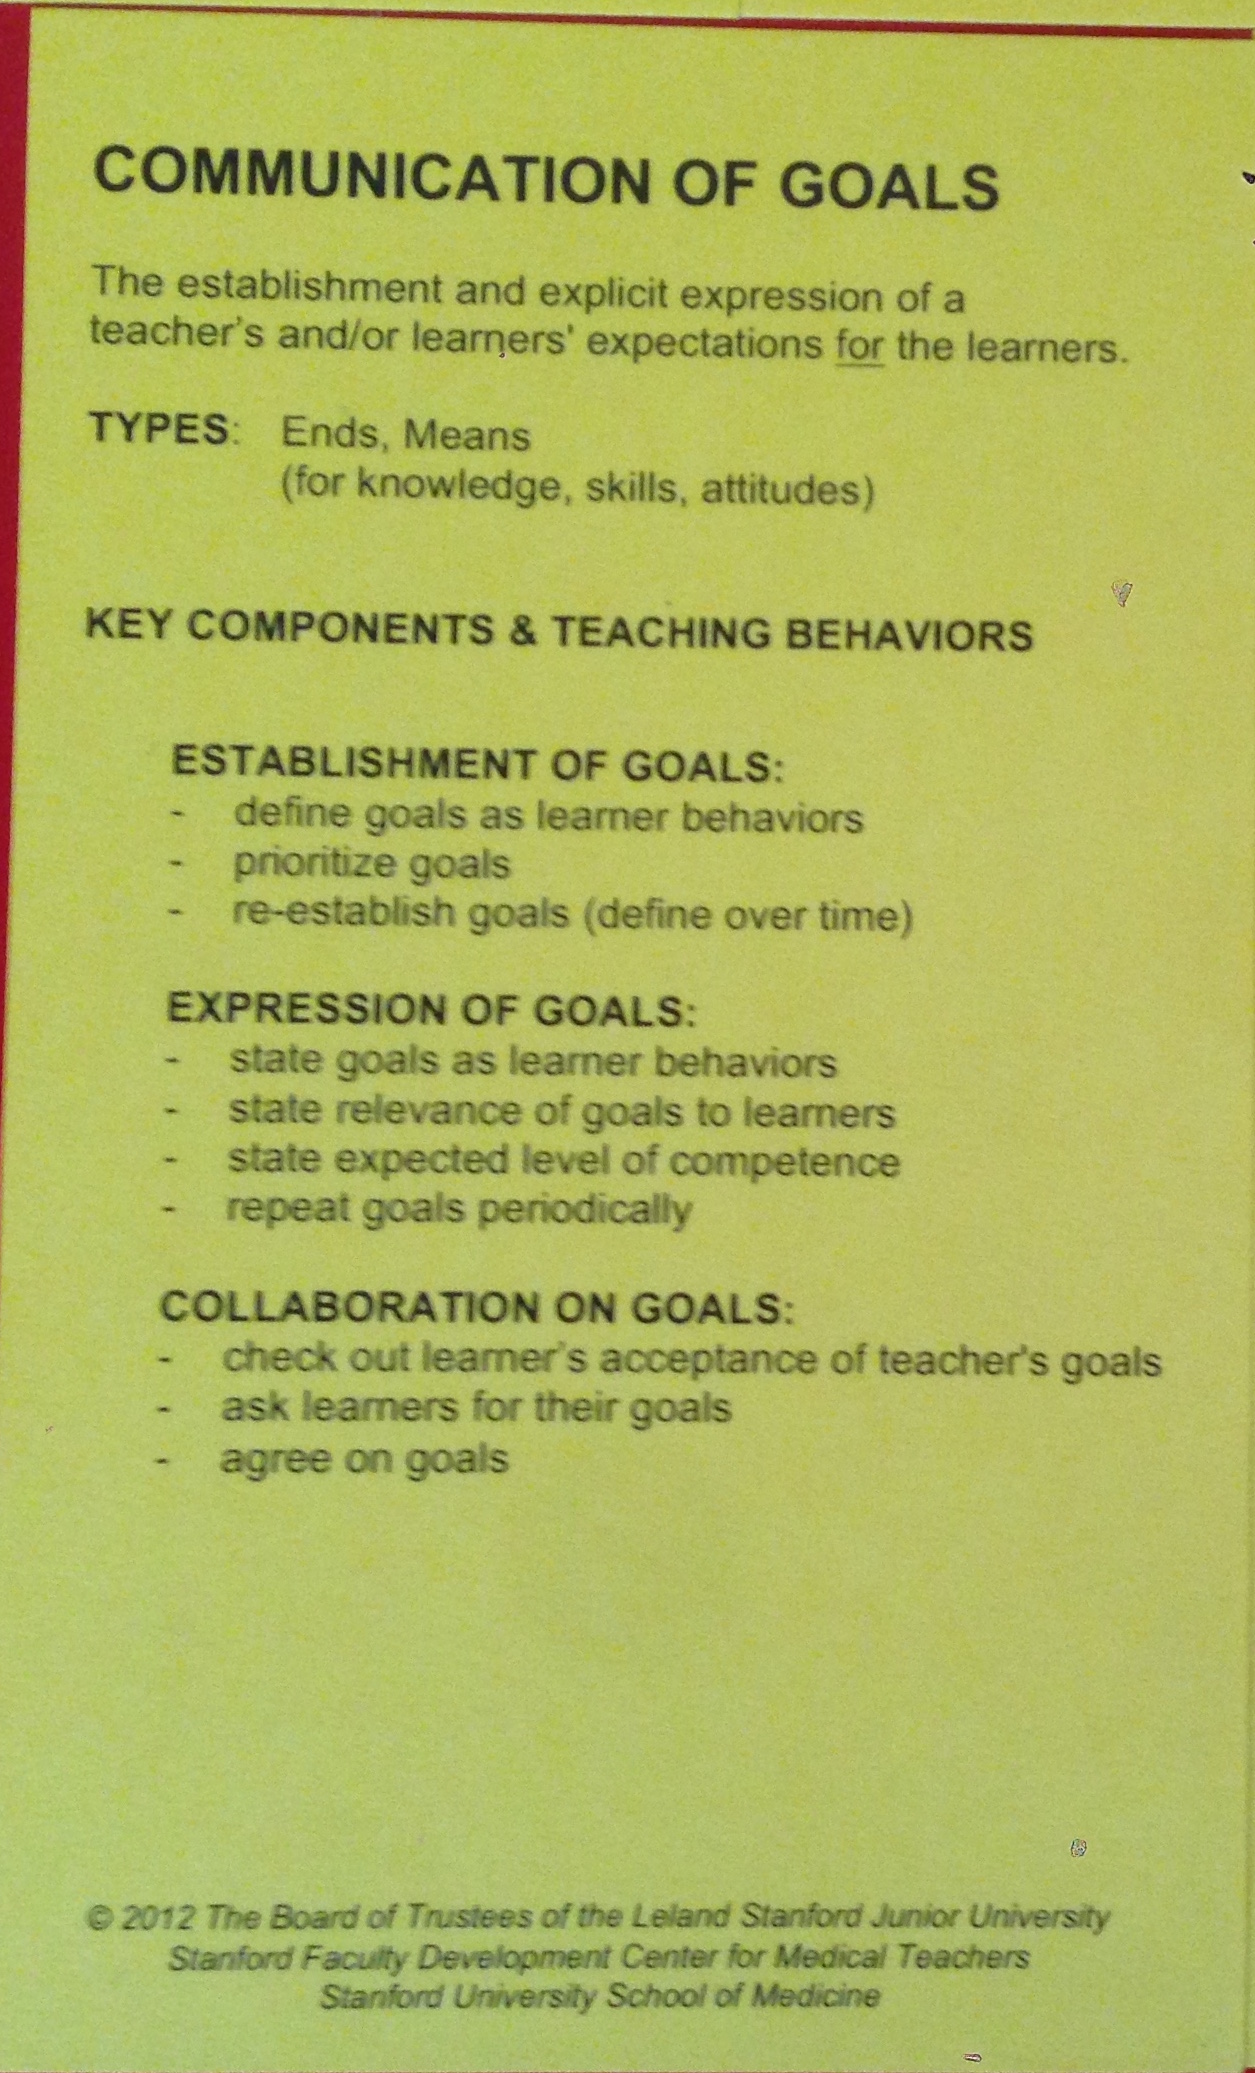 COMMUNICATION OF GOALS
The establishment and explicit expression of a
teacher's and/or learners' expectations for the learners.
TYPES: Ends, Means
(for knowledge, skills, attitudes)
KEY COMPONENTS & TEACHING BEHAVIORS
ESTABLISHMENT OF GOALS:
- define goals as learner behaviors
- prioritize goals
- re-establish goals (define over time)
EXPRESSION OF GOALS:
- state goals as learner behaviors
- state relevance of goals to learners
- state expected level of competence
- repeat goals periodically
COLLABORATION ON GOALS:
- check out learner's acceptance of teacher's goals
- ask learners for their goals
- agree on goals
© 2012 The Board of Trustees of the Leland Stanford Junior University
Stanford Faculty Development Center for Medical Teachers
Stanford University School of Medicine